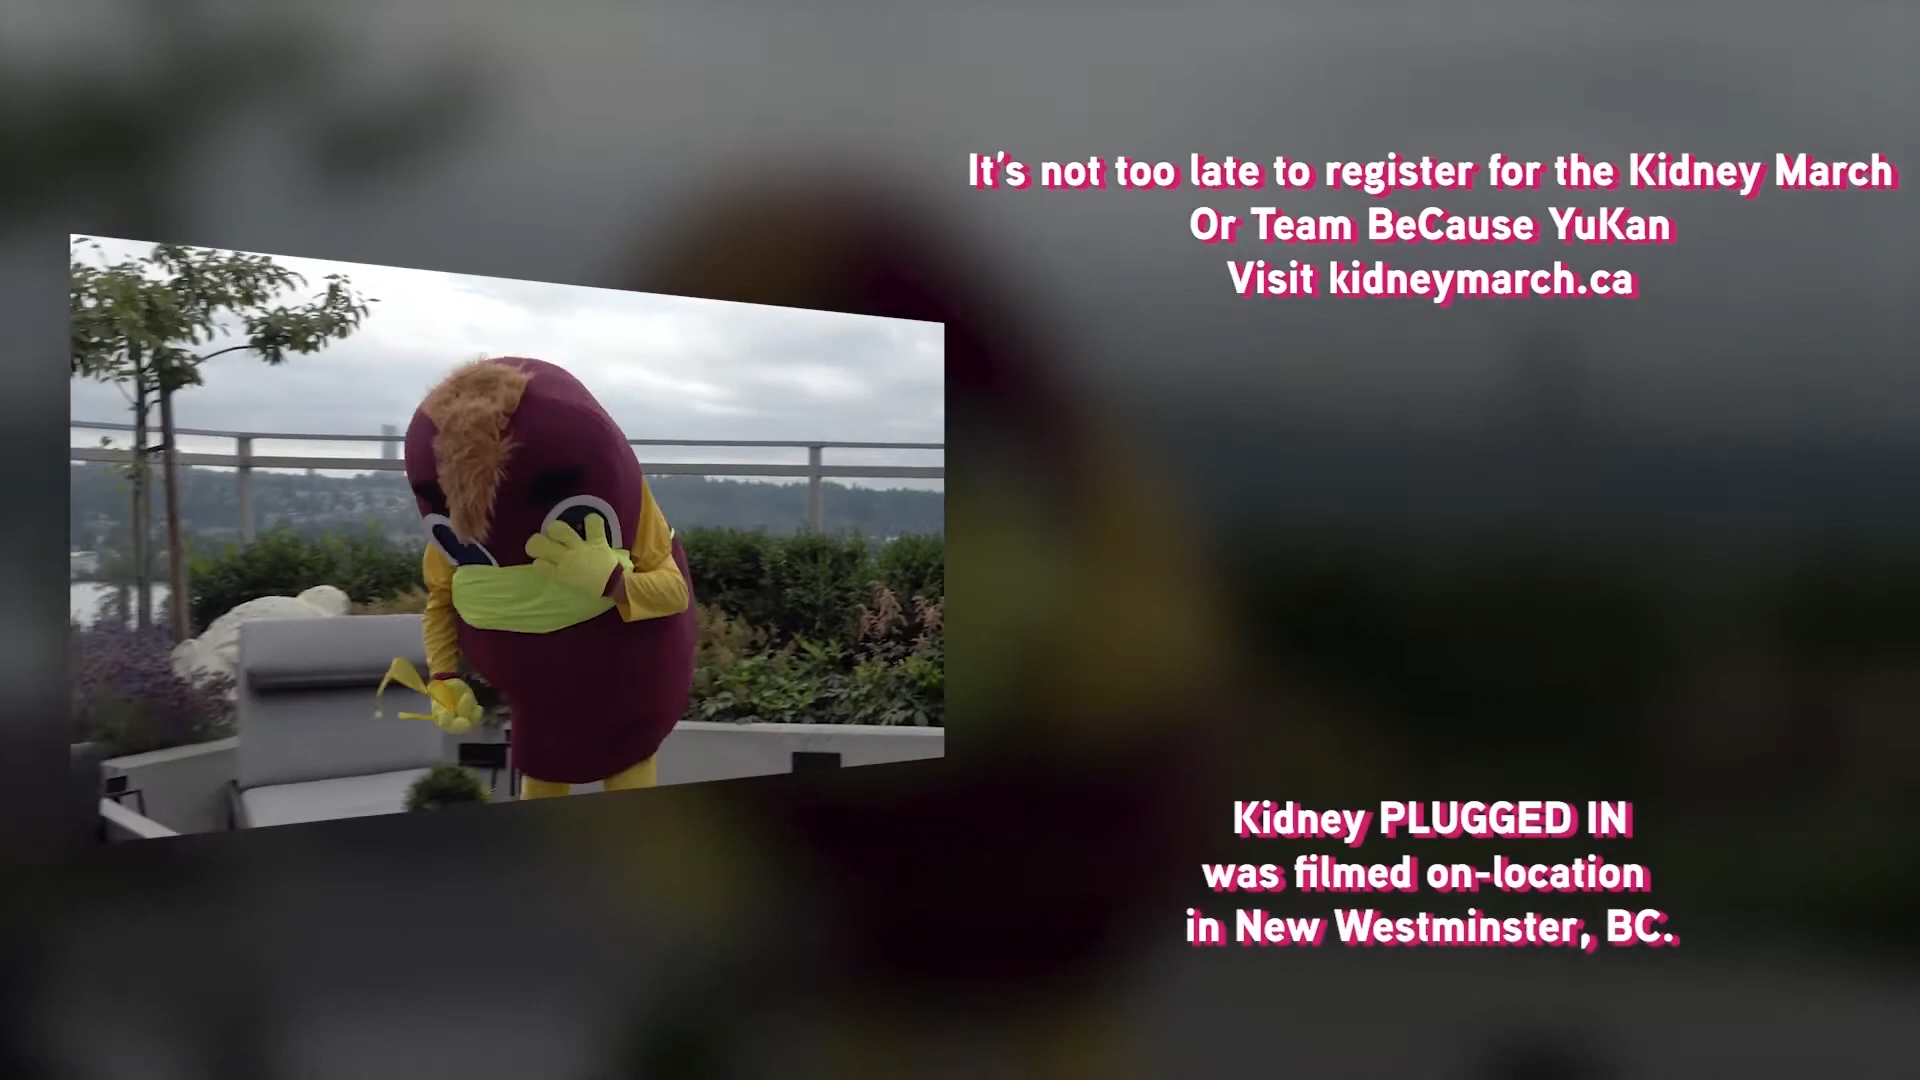 It's not too late to register for the Kidney March
Or Team BeCause YuKan
Visit kidneymarch.ca
Kidney PLUGGED IN
was filmed on-location
in New Westminster, BC.